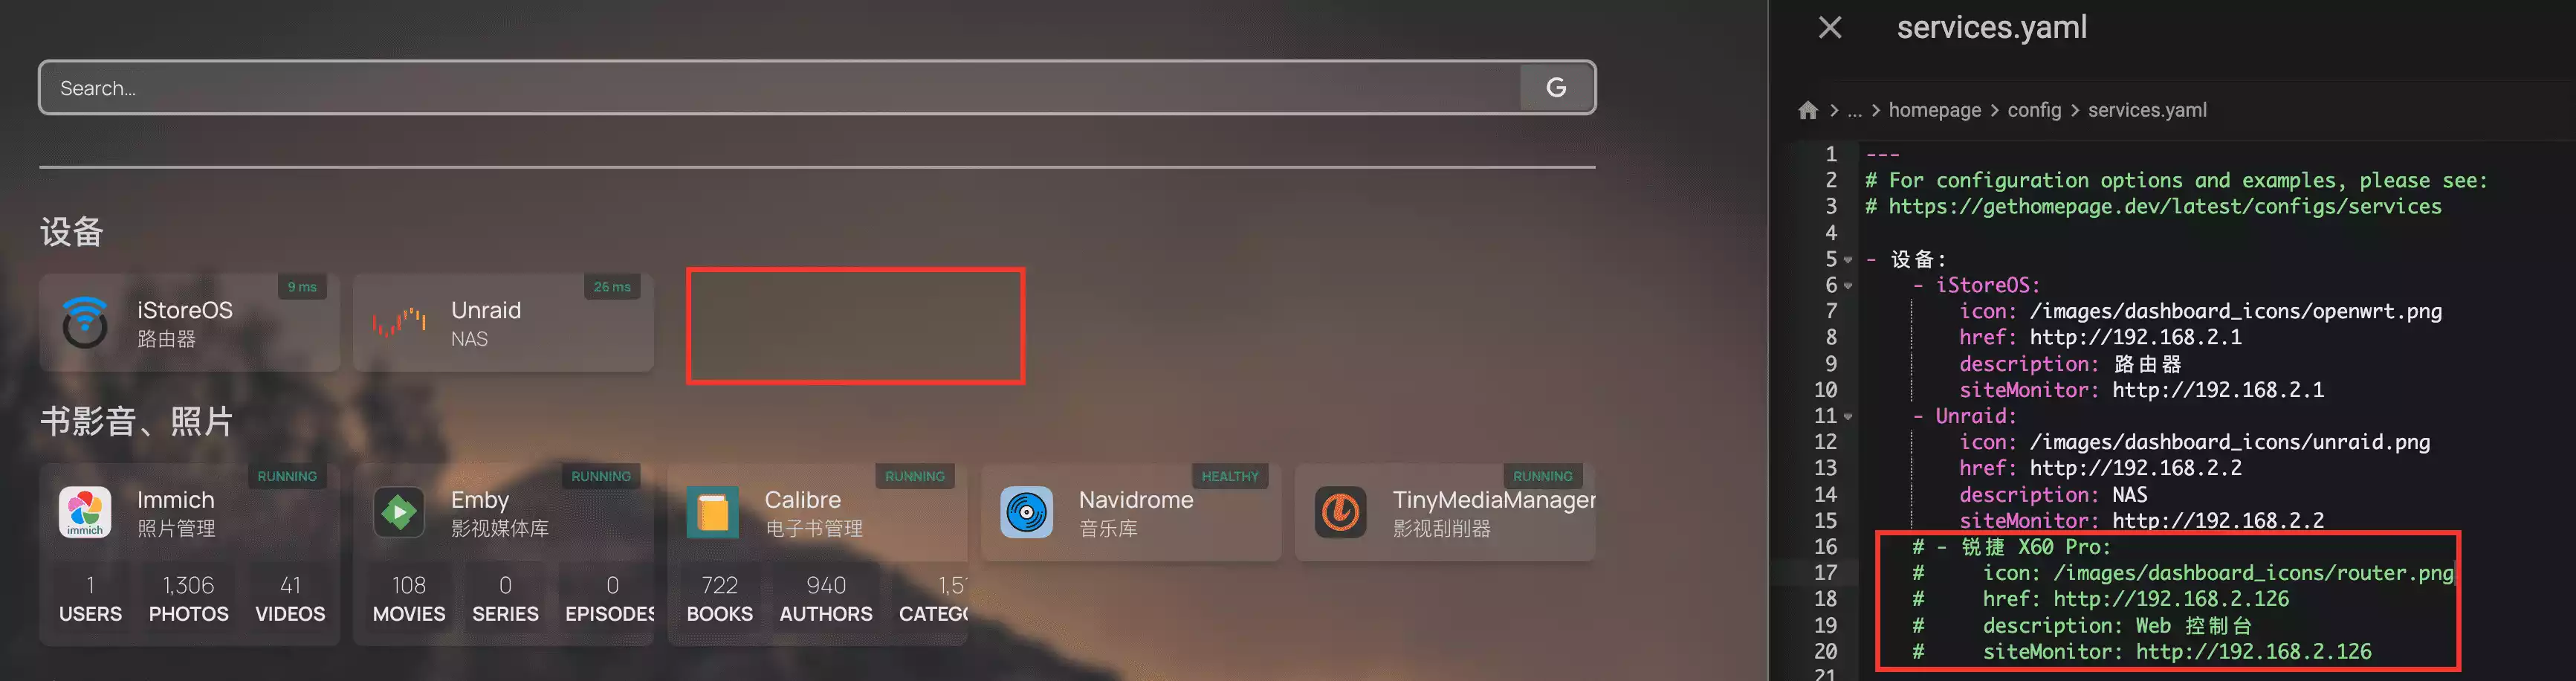 Search...
G
设备
9 ms
iStoreOS
路由器
26 ms
Unraid
NAS
书影音、照片
RUNNING
Immich
照片管理
immich
1
1,306
41
USERS
PHOTOS
VIDEOS
RUNNING
Emby
影视媒体库
108
0
0
MOVIES
SERIES
EPISODES
RUNNING
Calibre
电子书管理
722
940
1,5
BOOKS
AUTHORS
CATEGO
HEALTHY
Navidrome
音乐库
RUNNING
TinyMediaManager
影视刮削器
services.yaml
... > homepage > config > services.yaml
1 ---
2 # For configuration options and examples, please see:
3 # https://gethomepage.dev/latest/configs/services
4
5 - 设备:
6 - iStoreOS:
7 icon: /images/dashboard_icons/openwrt.png
8 href: http://192.168.2.1
9 description: 路由器
10 siteMonitor: http://192.168.2.1
11 - Unraid:
12 icon: /images/dashboard_icons/unraid.png
13 href: http://192.168.2.2
14 description: NAS
15 siteMonitor: http://192.168.2.2
16 # - 锐捷 X60 Pro:
17 # icon: /images/dashboard_icons/router.png
18 # href: http://192.168.2.126
19 # description: Web 控制台
20 # siteMonitor: http://192.168.2.126
21